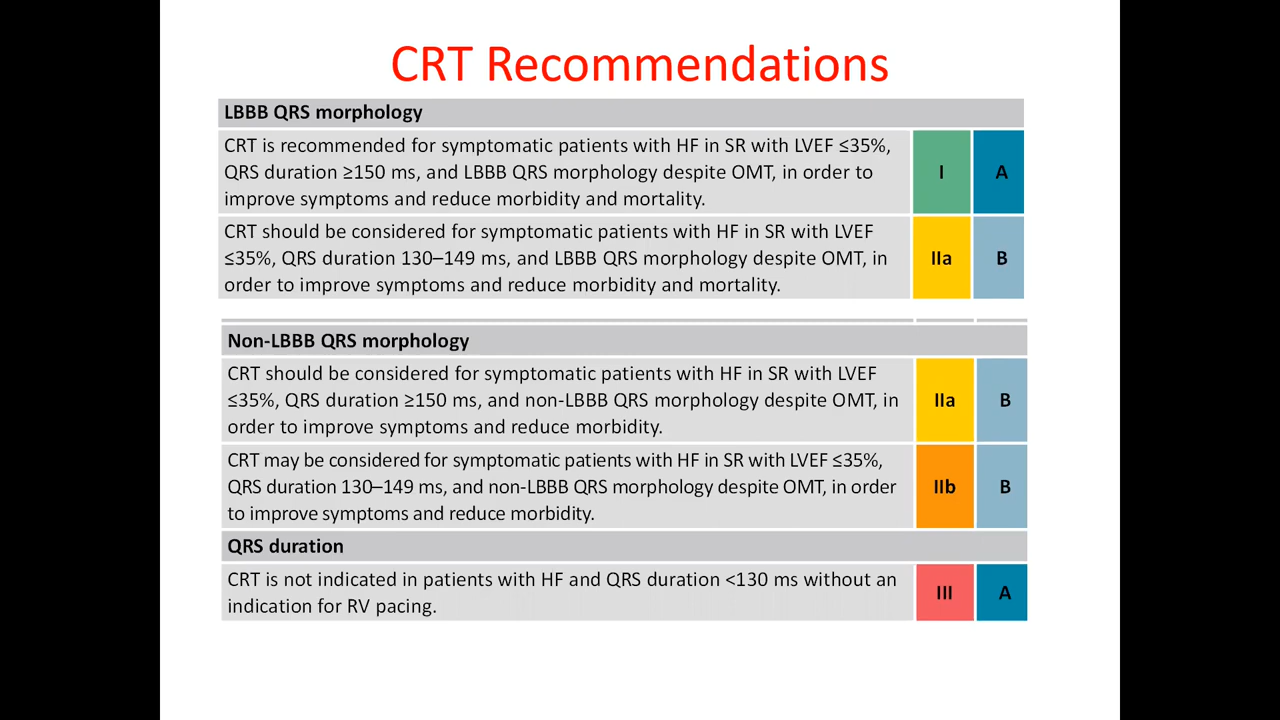 CRT Recommendations
LBBB QRS morphology
CRT is recommended for symptomatic patients with HF in SR with LVEF ≤35%,
QRS duration ≥150 ms, and LBBB QRS morphology despite OMT, in order to
improve symptoms and reduce morbidity and mortality.
I
A
CRT should be considered for symptomatic patients with HF in SR with LVEF
≤35%, QRS duration 130–149 ms, and LBBB QRS morphology despite OMT, in
order to improve symptoms and reduce morbidity and mortality.
IIa
B
Non-LBBB QRS morphology
CRT should be considered for symptomatic patients with HF in SR with LVEF
≤35%, QRS duration ≥150 ms, and non-LBBB QRS morphology despite OMT, in
order to improve symptoms and reduce morbidity.
IIa
B
CRT may be considered for symptomatic patients with HF in SR with LVEF ≤35%,
QRS duration 130–149 ms, and non-LBBB QRS morphology despite OMT, in order
to improve symptoms and reduce morbidity.
IIb
B
QRS duration
CRT is not indicated in patients with HF and QRS duration <130 ms without an
indication for RV pacing.
III
A